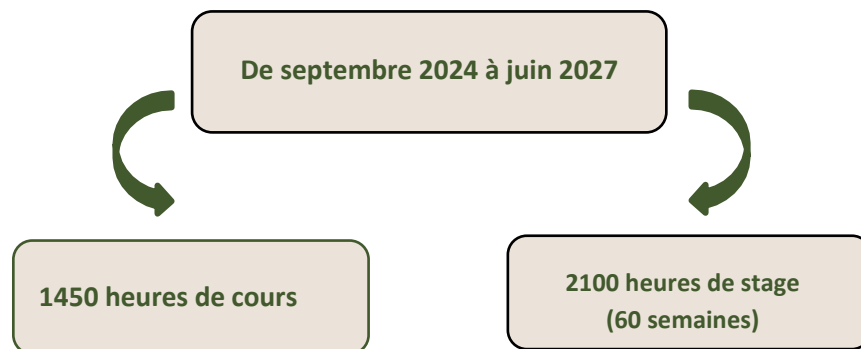 De septembre 2024 à juin 2027
1450 heures de cours
2100 heures de stage
(60 semaines)